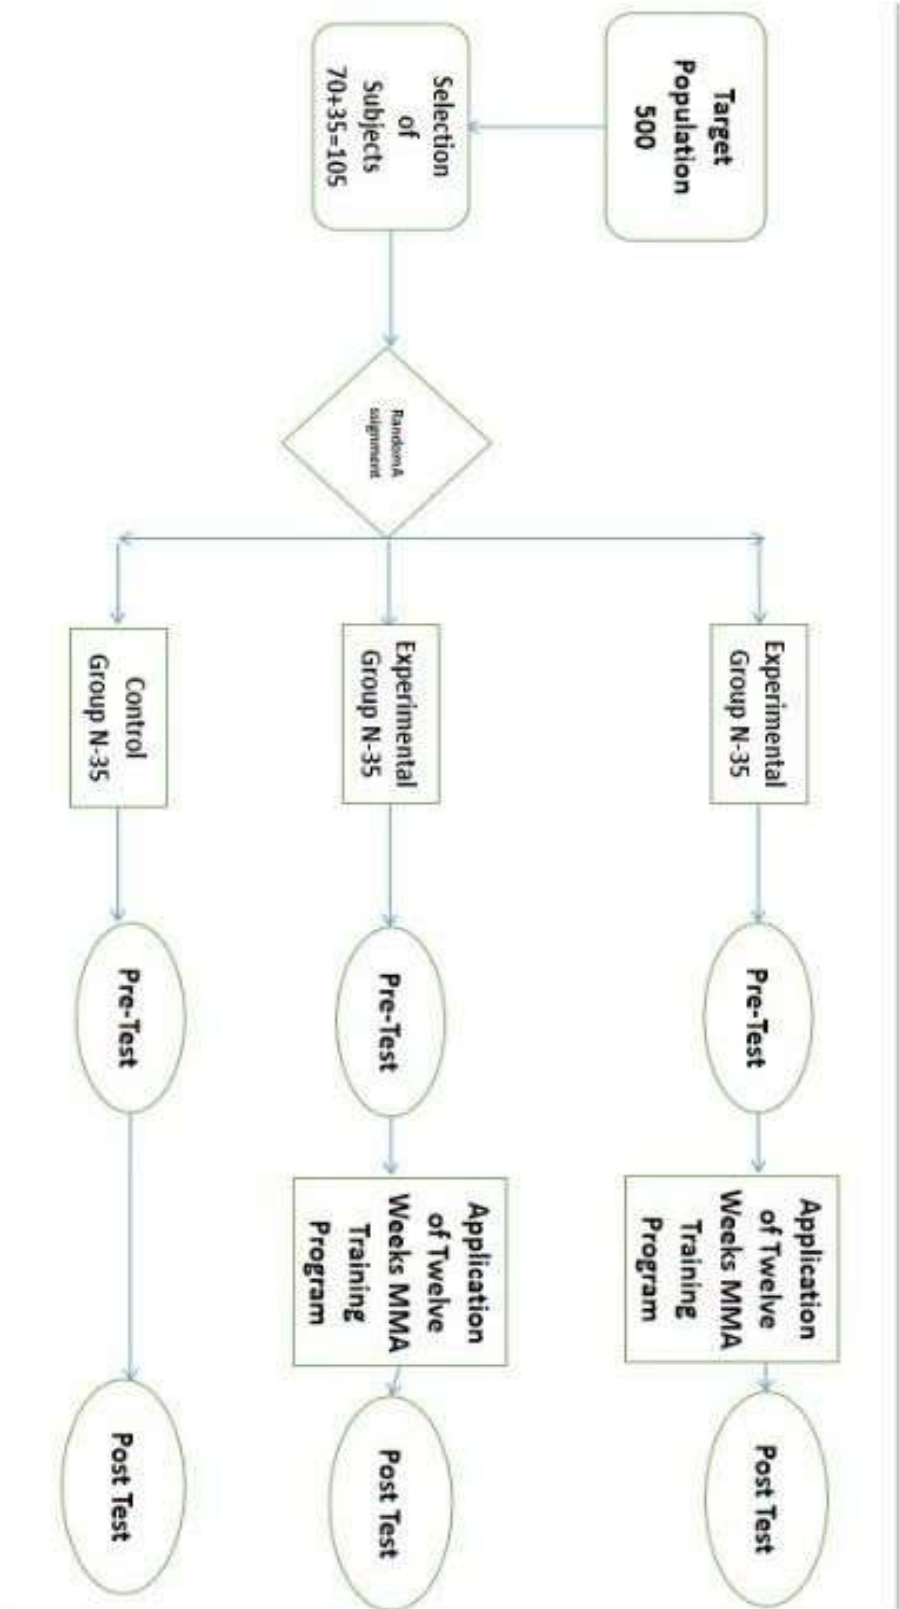 Target
Population
500
Selection
of
Subjects
70+35=105
RandomA
ssignment
Experimental
Group N-35
Pre-Test
Application
of Twelve
Weeks MMA
Training
Program
Post Test
Experimental
Group N-35
Pre-Test
Application
of Twelve
Weeks MMA
Training
Program
Post Test
Control
Group N-35
Pre-Test
Post Test